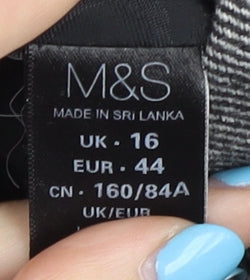 M&S
MADE IN SRi LANKA
UK · 16
EUR · 44
CN · 160/84A
UK/EUR